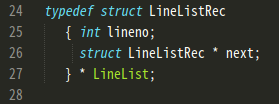 24 typedef struct LineListRec
25 { int lineno;
26 struct LineListRec * next;
27 } * LineList;
28